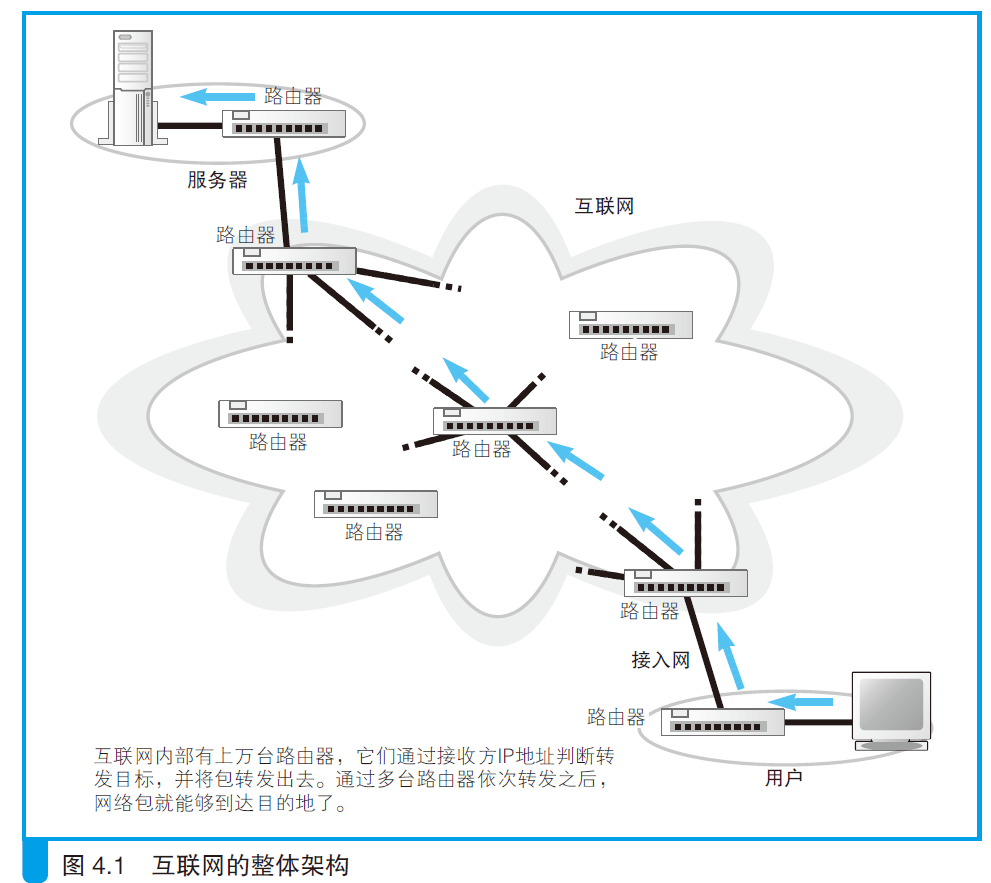 路由器
服务器
互联网
路由器
路由器
路由器
路由器
路由器
路由器
接入网
路由器
用户
互联网内部有上万台路由器，它们通过接收方IP地址判断转
发目标，并将包转发出去。通过多台路由器依次转发之后，
网络包就能够到达目的地了。
图 4.1 互联网的整体架构